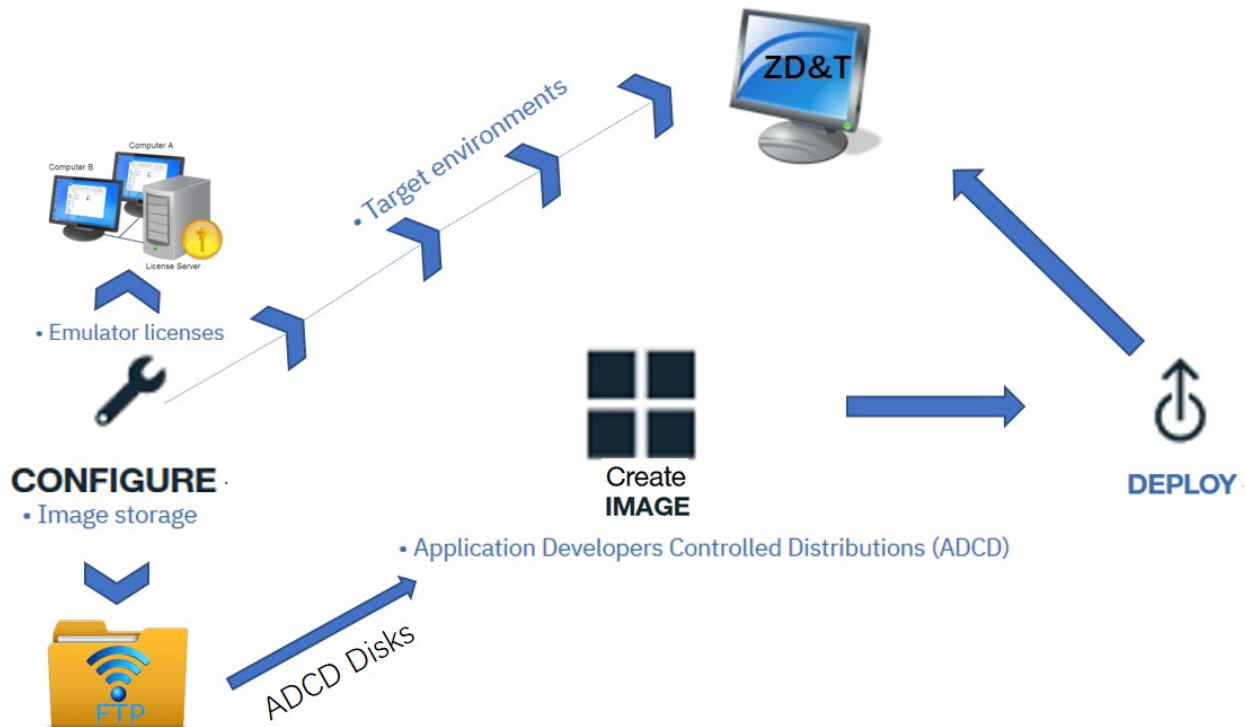 ZD&T
• Target environments
Computer A
Computer B
License Server
• Emulator licenses
CONFIGURE
• Image storage
FTP
ADCD Disks
Create
IMAGE
• Application Developers Controlled Distributions (ADCD)
DEPLOY